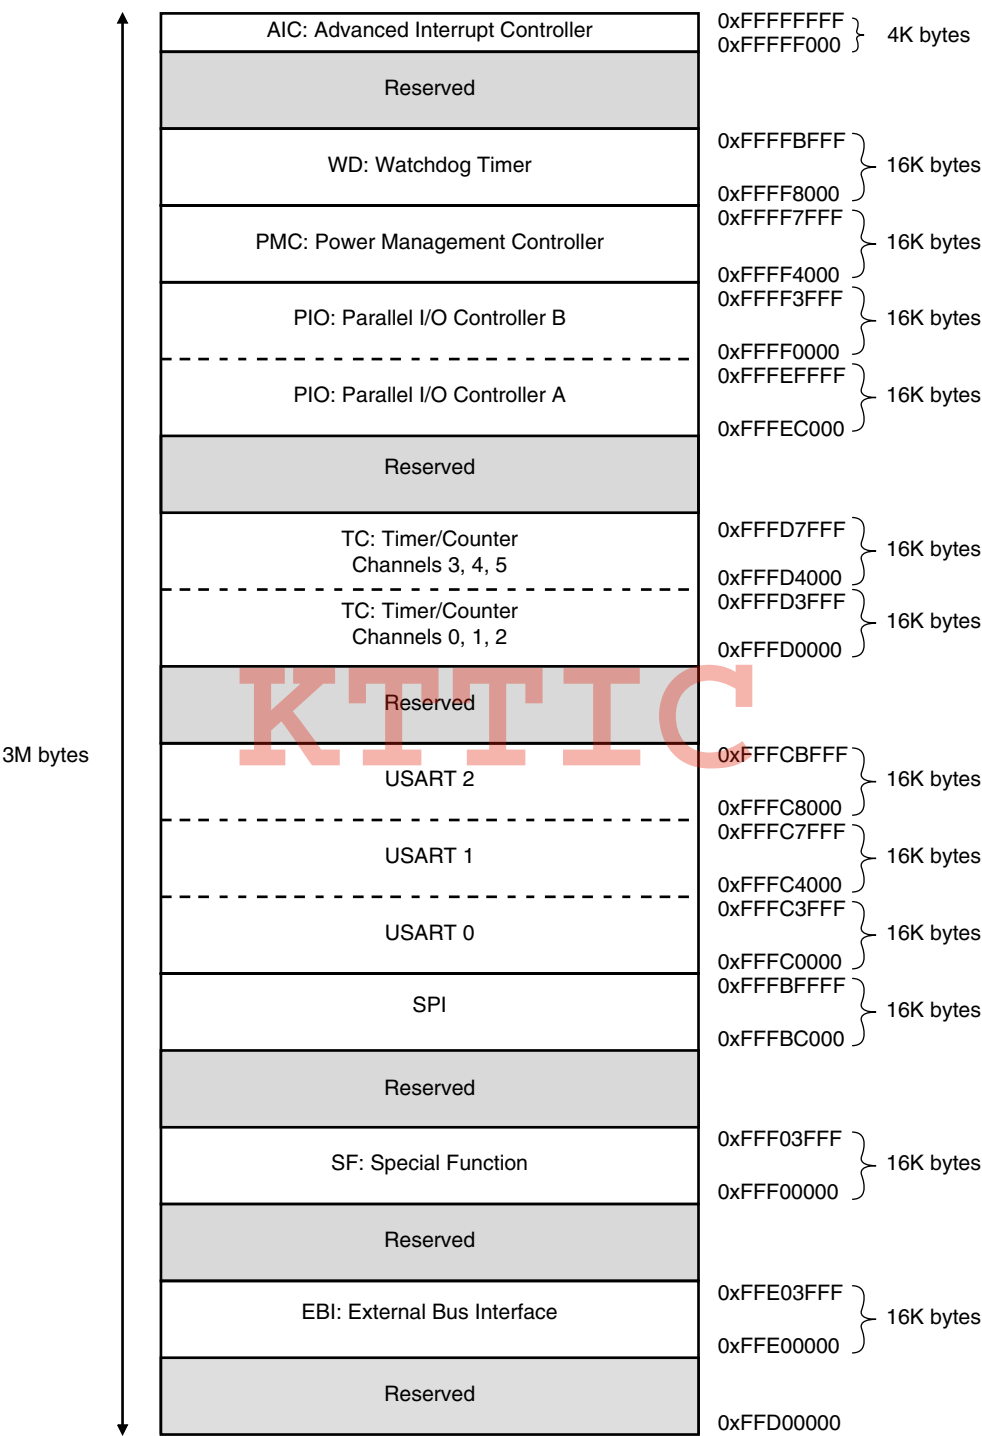 AIC: Advanced Interrupt Controller
0xFFFFFFFF
0xFFFFF000
4K bytes
Reserved
WD: Watchdog Timer
0xFFFFBFFF
0xFFFF8000
16K bytes
PMC: Power Management Controller
0xFFFF7FFF
0xFFFF4000
16K bytes
PIO: Parallel I/O Controller B
0xFFFF3FFF
0xFFFF0000
16K bytes
PIO: Parallel I/O Controller A
0xFFFEFFFF
0xFFFEC000
16K bytes
Reserved
TC: Timer/Counter
Channels 3, 4, 5
0xFFFD7FFF
0xFFFD4000
16K bytes
TC: Timer/Counter
Channels 0, 1, 2
0xFFFD3FFF
0xFFFD0000
16K bytes
Reserved
KTTIC
3M bytes
USART 2
0xFFFCBFFF
0xFFFC8000
16K bytes
USART 1
0xFFFC7FFF
0xFFFC4000
16K bytes
USART 0
0xFFFC3FFF
0xFFFC0000
16K bytes
SPI
0xFFFBFFFF
0xFFFBC000
16K bytes
Reserved
SF: Special Function
0xFFF03FFF
0xFFF00000
16K bytes
Reserved
EBI: External Bus Interface
0xFFE03FFF
0xFFE00000
16K bytes
Reserved
0xFFD00000